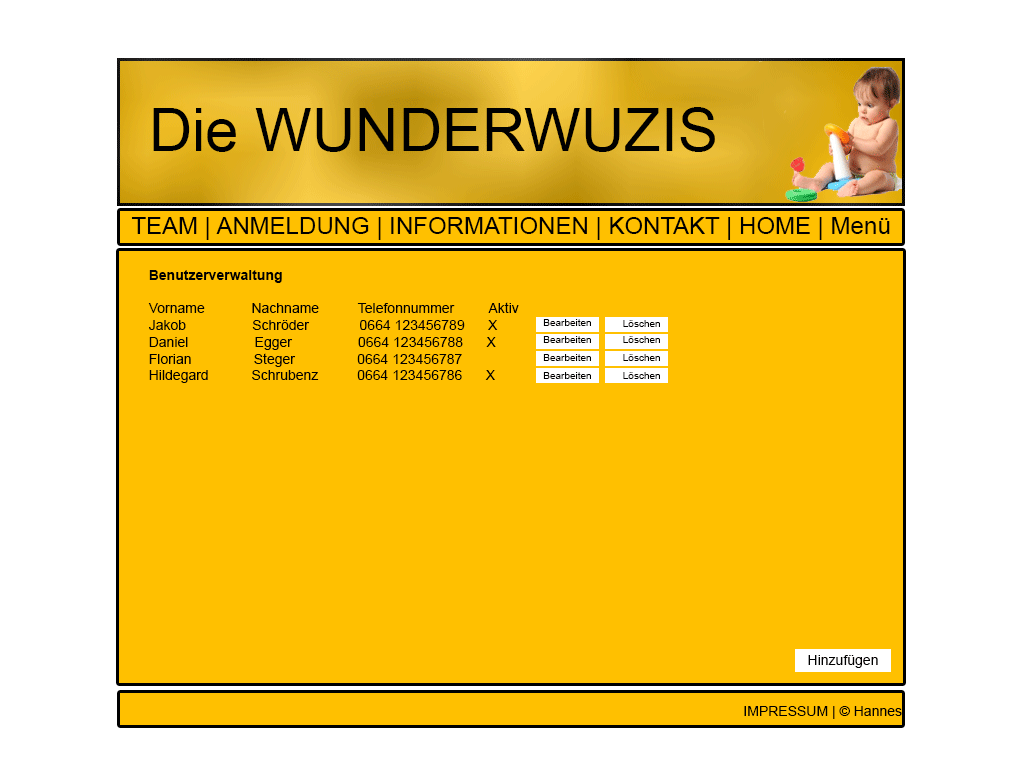 Die WUNDERWUZIS
TEAM | ANMELDUNG | INFORMATIONEN | KONTAKT | HOME | Menü
Benutzerverwaltung
Vorname Nachname Telefonnummer Aktiv
Jakob Schröder 0664 123456789 X Bearbeiten Löschen
Daniel Egger 0664 123456788 X Bearbeiten Löschen
Florian Steger 0664 123456787 Bearbeiten Löschen
Hildegard Schrubenz 0664 123456786 X Bearbeiten Löschen
Hinzufügen
IMPRESSUM | © Hannes